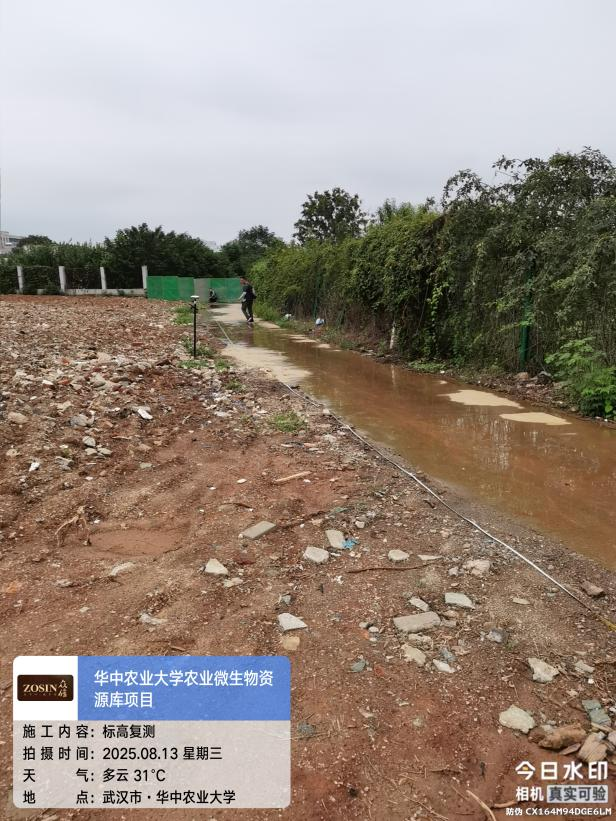 ZOSIN 众信
华中农业大学农业微生物资
源库项目
施工内容：标高复测
拍摄时间：2025.08.13 星期三
天 气：多云 31℃
地 点：武汉市·华中农业大学
今日水印
相机 真实可验
防伪 CX164M94DGE6LM